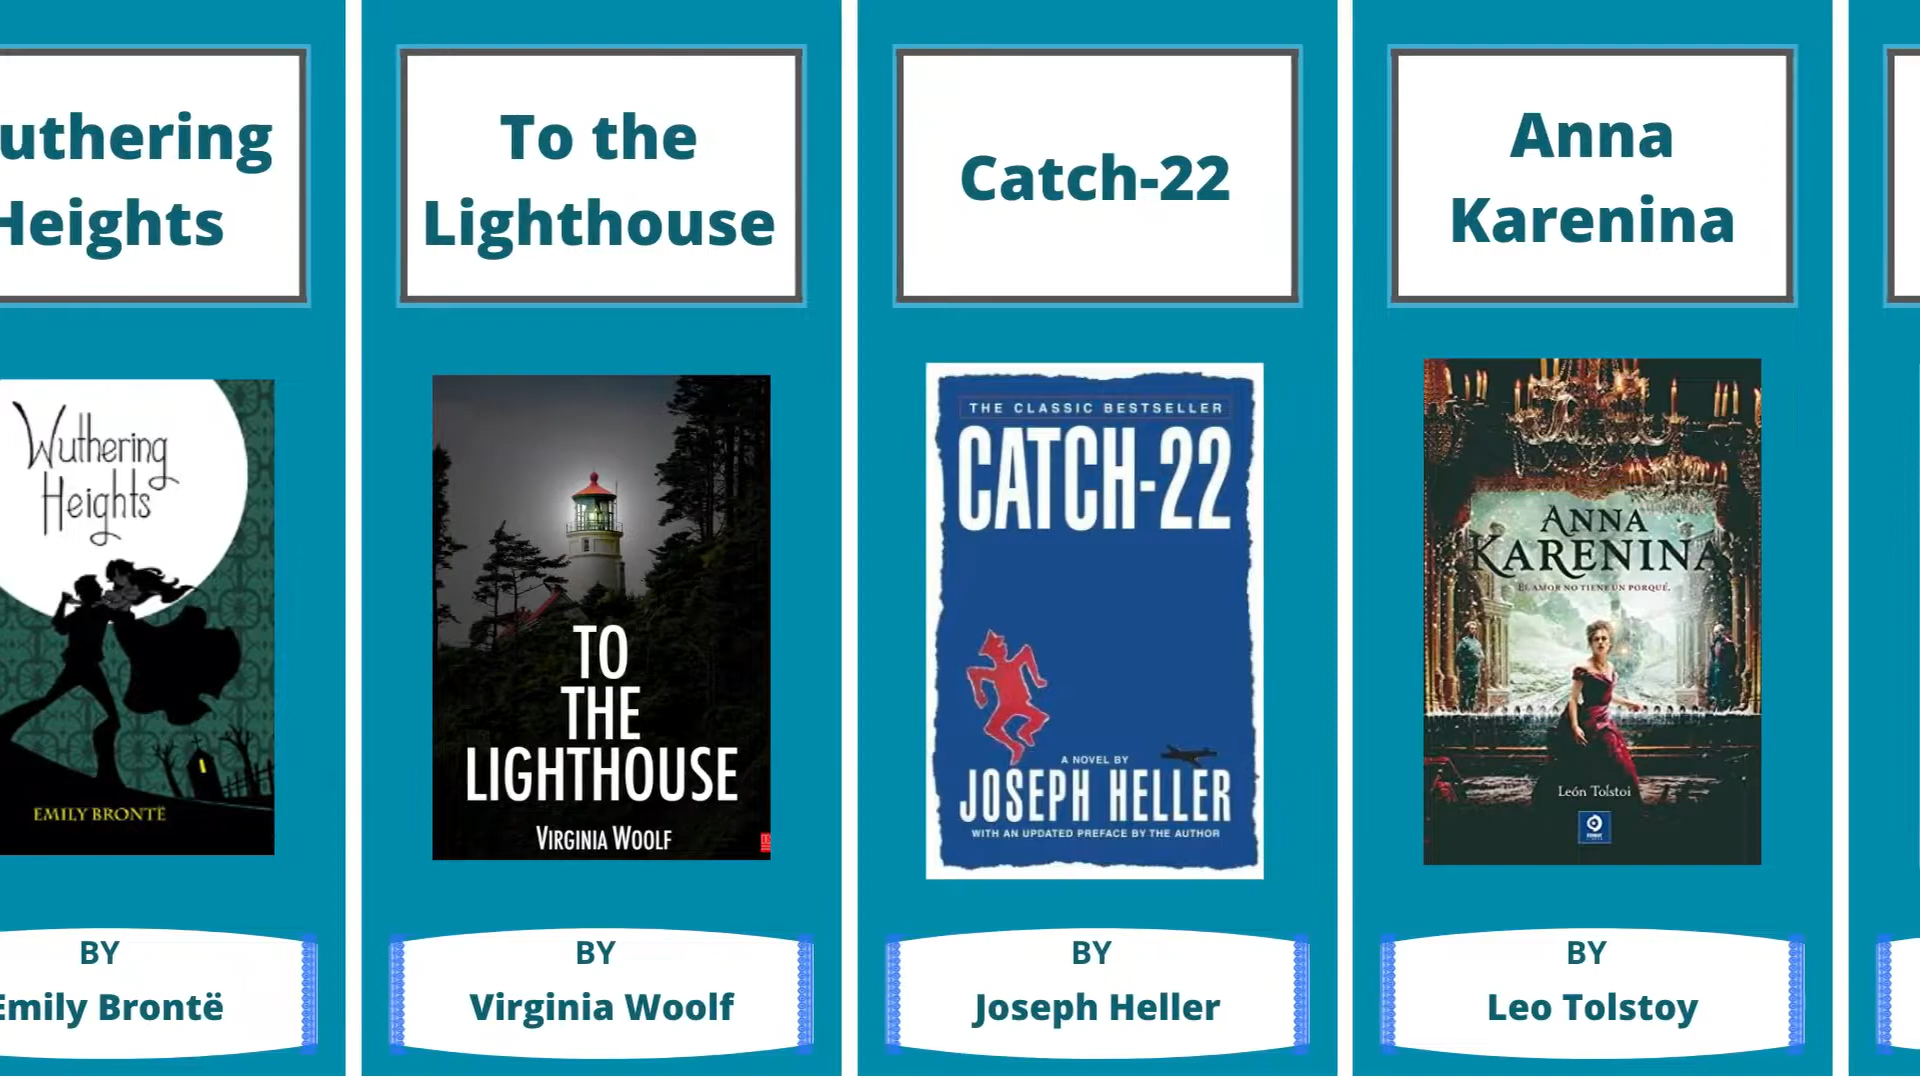 uthering
Heights
Wuthering
Heights
EMILY BRONTË
BY
Emily Brontë
To the
Lighthouse
TO
THE
LIGHTHOUSE
VIRGINIA WOOLF
BY
Virginia Woolf
Catch-22
THE CLASSIC BESTSELLER
CATCH-22
A NOVEL BY
JOSEPH HELLER
WITH AN UPDATED PREFACE BY THE AUTHOR
BY
Joseph Heller
Anna
Karenina
ANNA
KARENINA
EL AMOR NO TIENE UN PORQUÉ.
León Tolstoi
BY
Leo Tolstoy